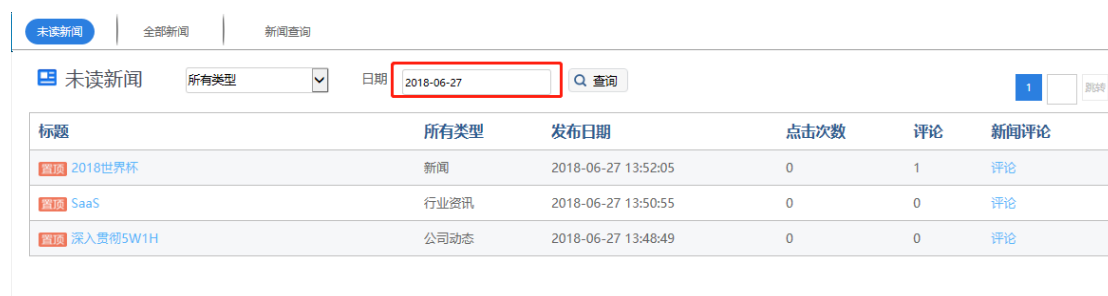 未读新闻 全部新闻 新闻查询
未读新闻 所有类型 日期 2018-06-27 查询
1 跳转
标题 所有类型 发布日期 点击次数 评论 新闻评论
置顶 2018世界杯 新闻 2018-06-27 13:52:05 0 1 评论
置顶 SaaS 行业资讯 2018-06-27 13:50:55 0 0 评论
置顶 深入贯彻5W1H 公司动态 2018-06-27 13:48:49 0 0 评论